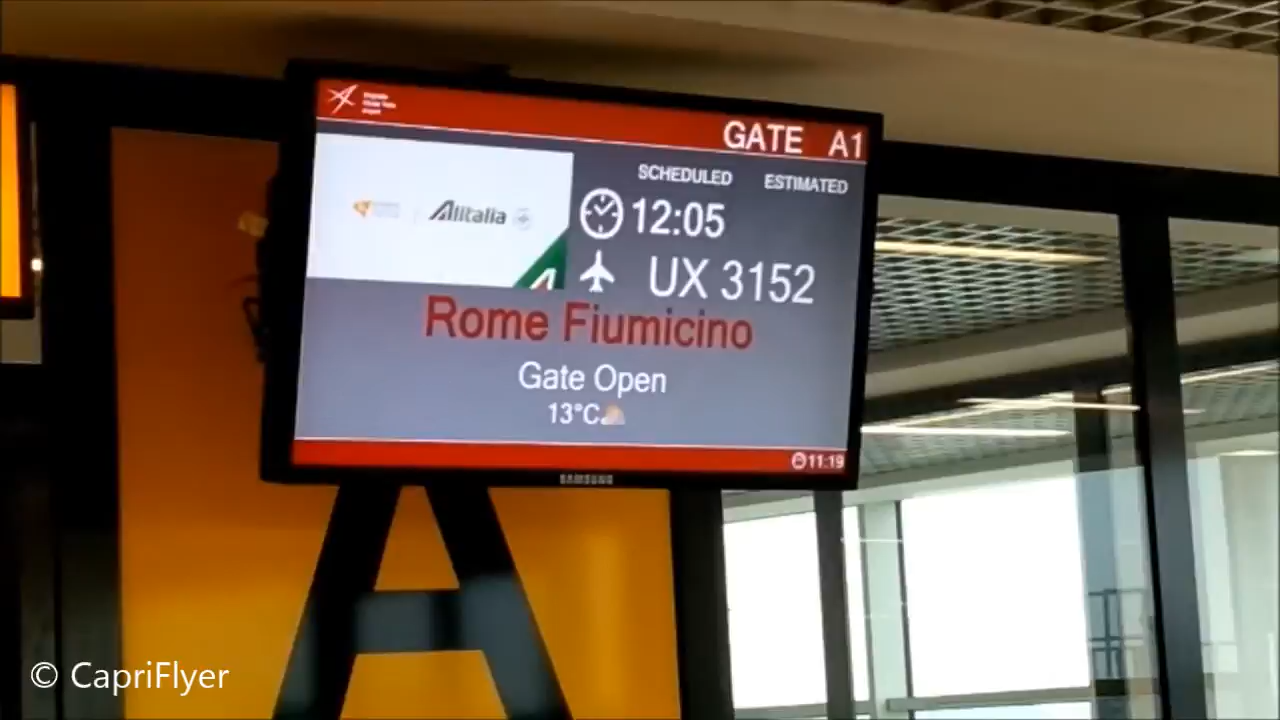 GATE A1
SCHEDULED ESTIMATED
12:05
Alitalia
UX 3152
Rome Fiumicino
Gate Open
13°C
11:19
SAMSUNG
A
© CapriFlyer